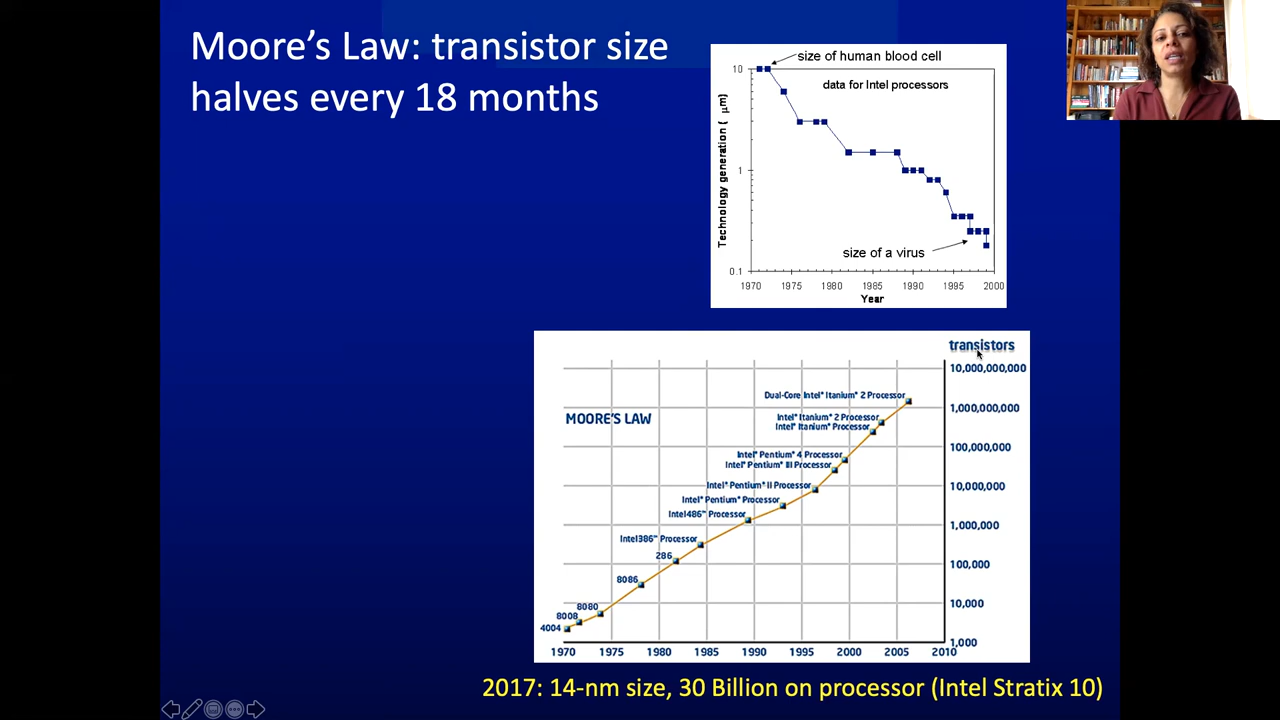 Moore's Law: transistor size
halves every 18 months
size of human blood cell
data for Intel processors
size of a virus
Technology generation ( μm)
10
1
0.1
1970 1975 1980 1985 1990 1995 2000
Year
transistors
MOORE'S LAW
10,000,000,000
1,000,000,000
100,000,000
10,000,000
1,000,000
100,000
10,000
1,000
Dual-Core Intel® Itanium® 2 Processor
Intel® Itanium® 2 Processor
Intel® Itanium® Processor
Intel® Pentium® 4 Processor
Intel® Pentium® III Processor
Intel® Pentium® II Processor
Intel® Pentium® Processor
Intel486™ Processor
Intel386™ Processor
286
8086
8080
8008
4004
1970 1975 1980 1985 1990 1995 2000 2005 2010
2017: 14-nm size, 30 Billion on processor (Intel Stratix 10)